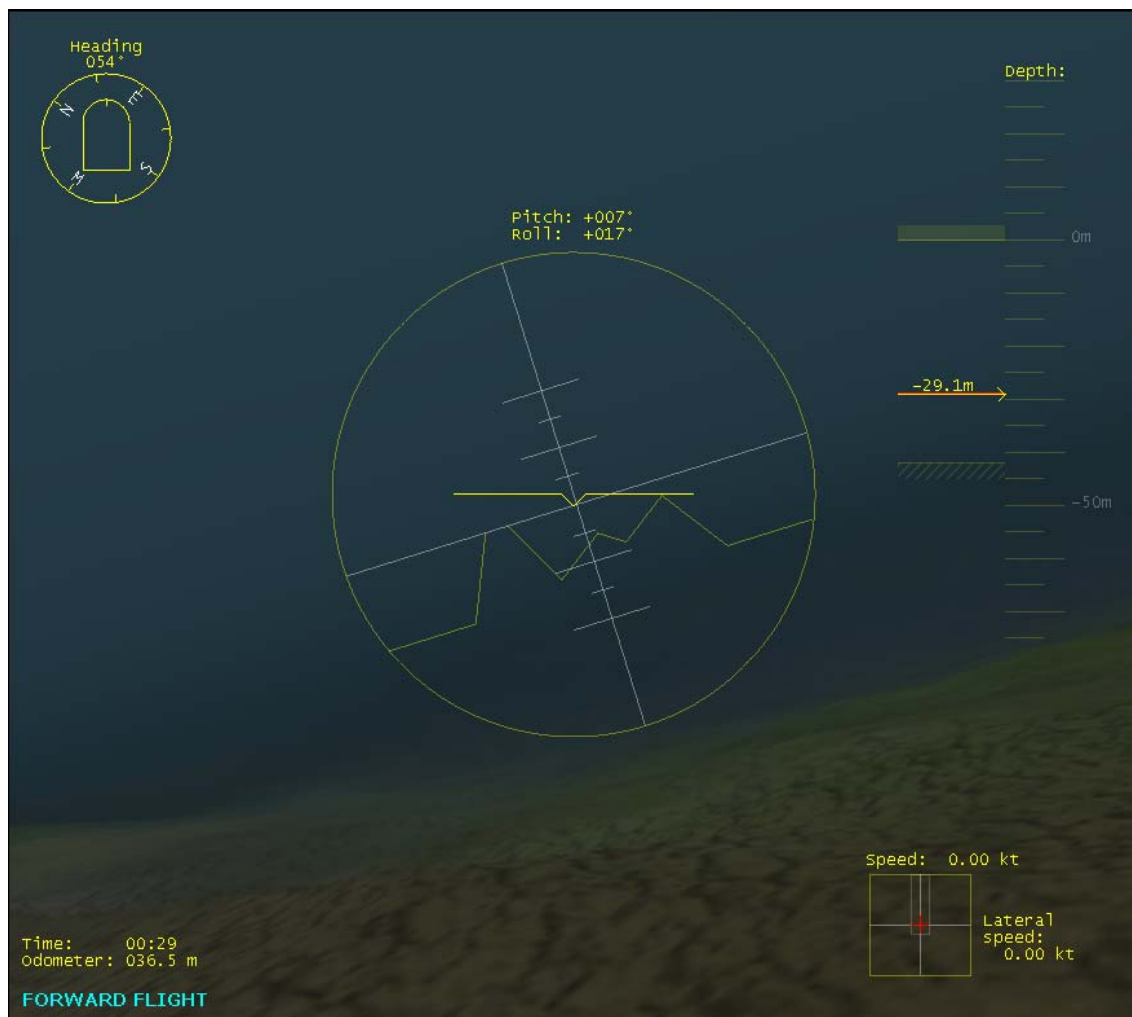 Heading
054°
N
E
S
W
Depth:
Pitch: +007°
Roll: +017°
0m
-29.1m
-50m
Speed: 0.00 kt
Lateral
speed:
0.00 kt
Time: 00:29
Odometer: 036.5 m
FORWARD FLIGHT